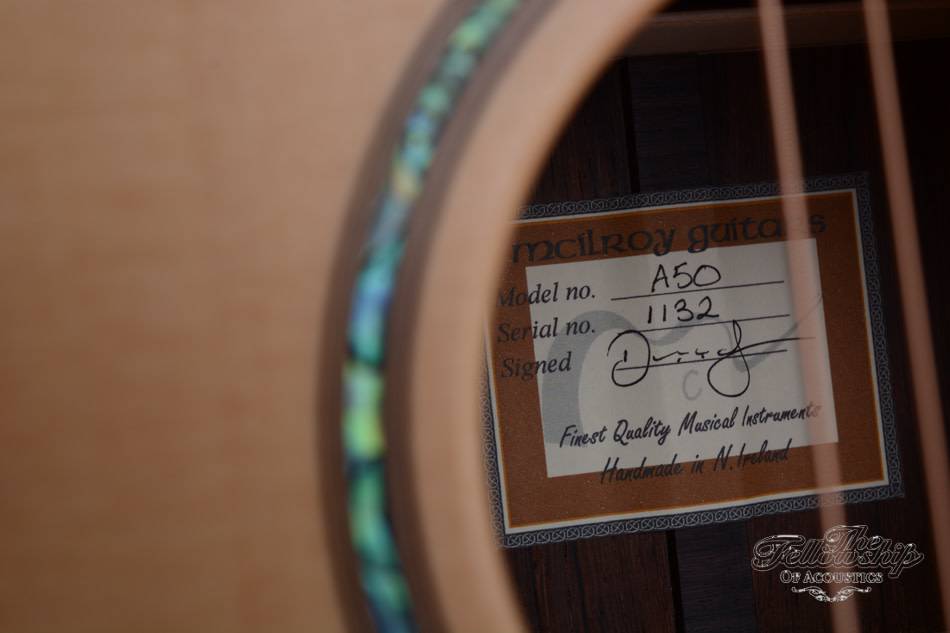 mcilroy guitars
Model no. A50
Serial no. 1132
Signed
Finest Quality Musical Instruments
Handmade in N.Ireland
The
Fellowship
OF ACOUSTICS